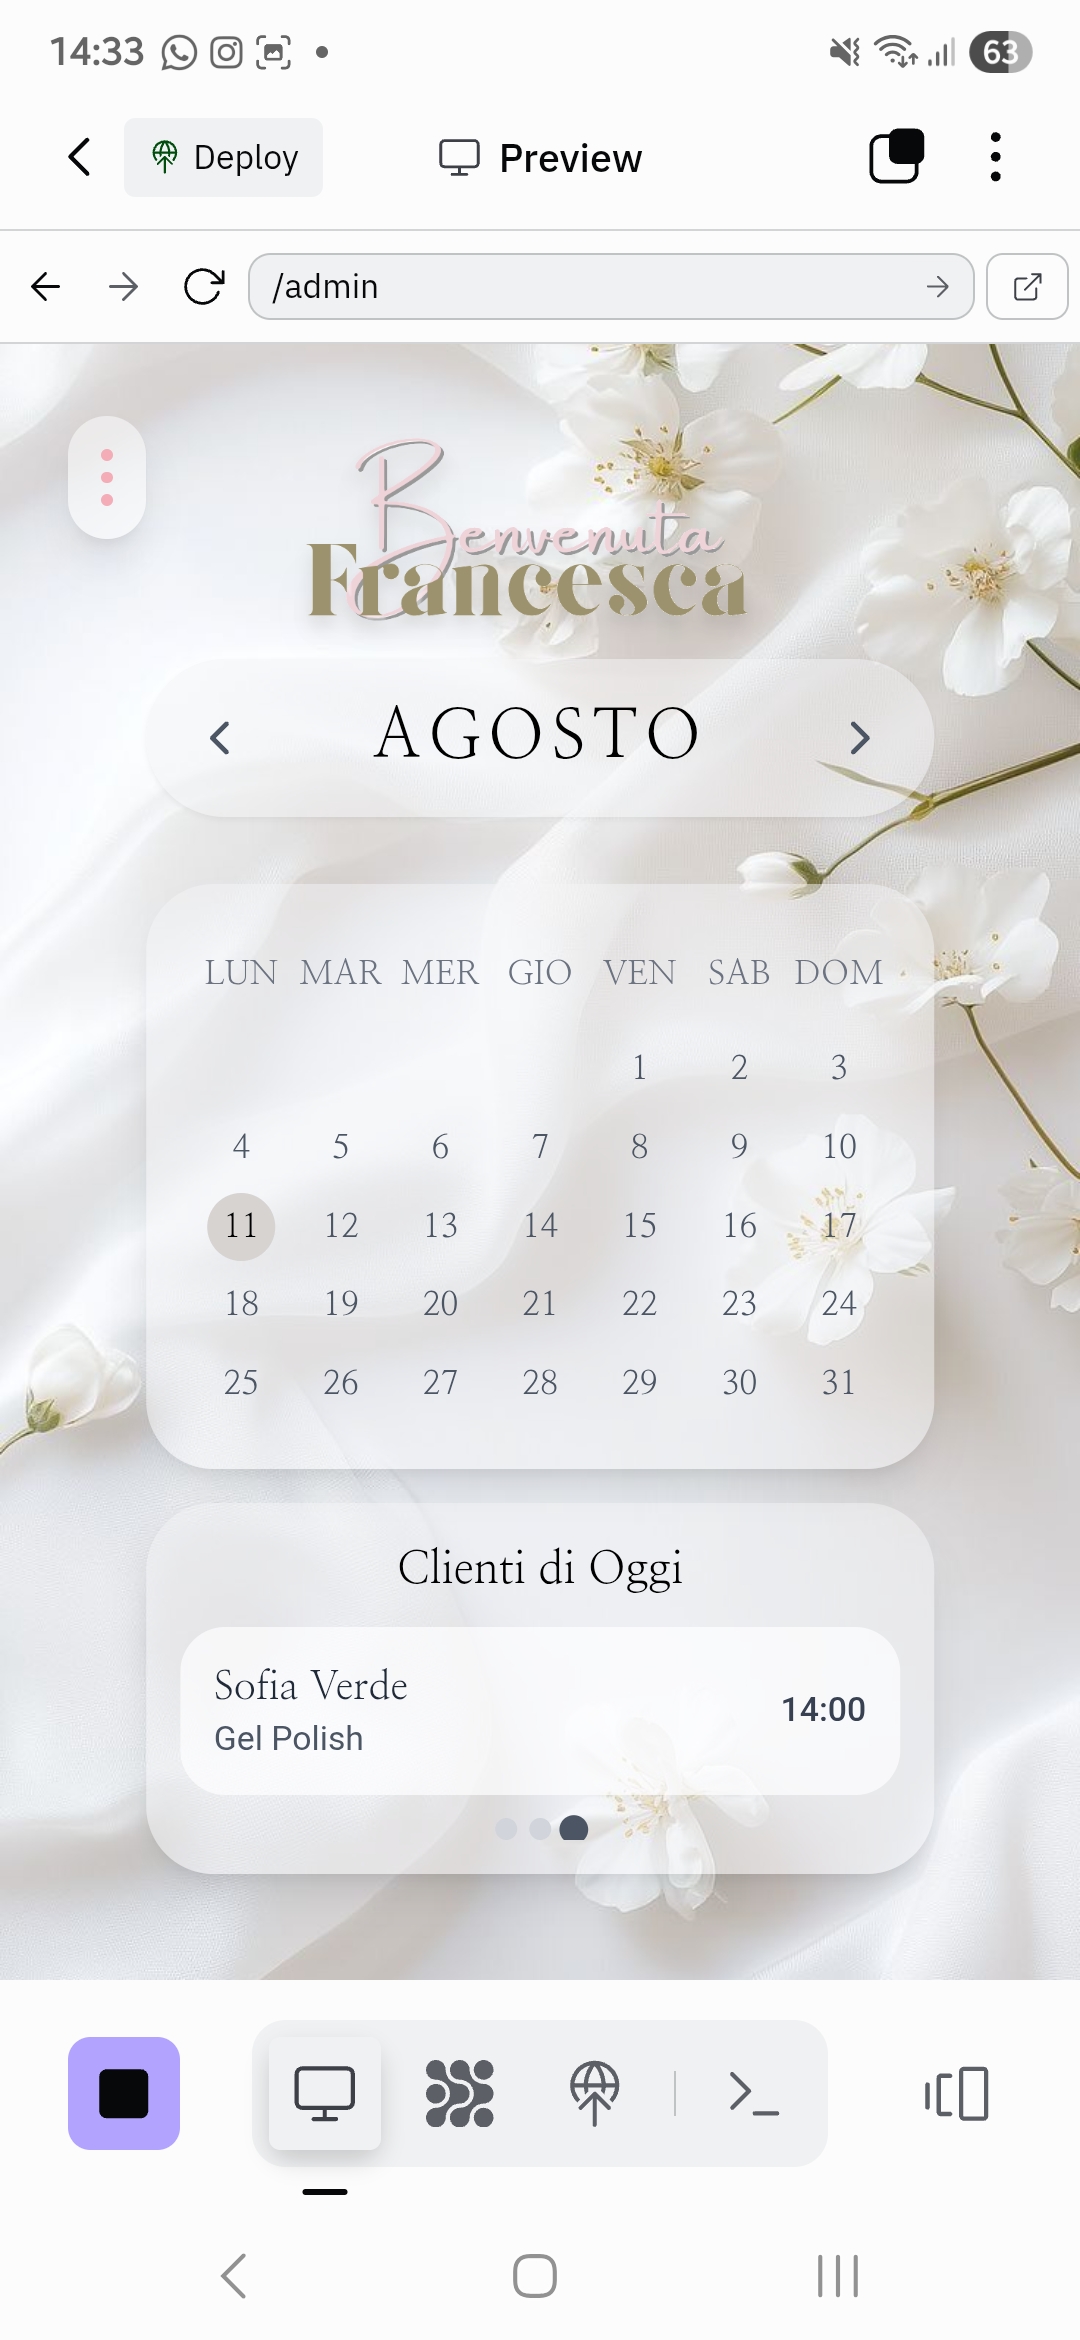 14:33
63
Deploy
Preview
/admin
Benvenuta
Francesca
AGOSTO
LUN MAR MER GIO VEN SAB DOM
1 2 3
4 5 6 7 8 9 10
11 12 13 14 15 16 17
18 19 20 21 22 23 24
25 26 27 28 29 30 31
Clienti di Oggi
Sofia Verde
Gel Polish
14:00